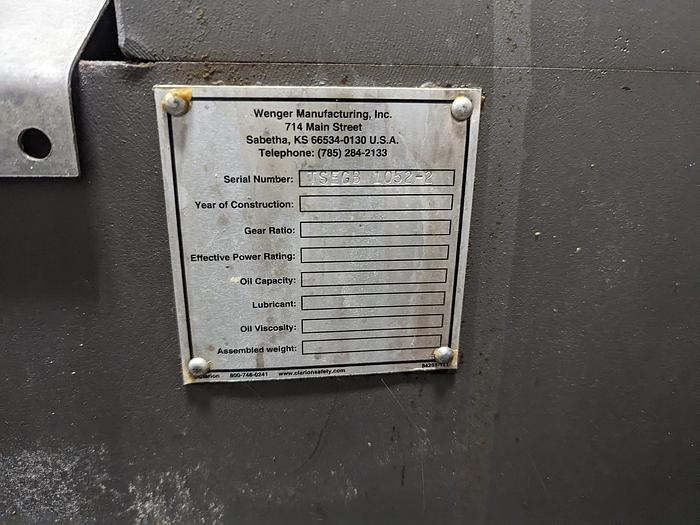 Wenger Manufacturing, Inc.
714 Main Street
Sabetha, KS 66534-0130 U.S.A.
Telephone: (785) 284-2133
Serial Number: TSEGB 1052-2
Year of Construction:
Gear Ratio:
Effective Power Rating:
Oil Capacity:
Lubricant:
Oil Viscosity:
Assembled weight:
©Clarion 800-748-0241 www.clarionsafety.com